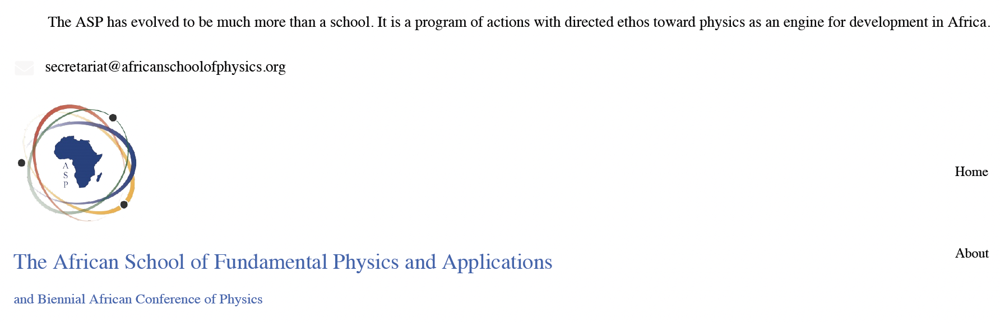 The ASP has evolved to be much more than a school. It is a program of actions with directed ethos toward physics as an engine for development in Africa.
secretariat@africanschoolofphysics.org
A
S
P
Home
About
The African School of Fundamental Physics and Applications
and Biennial African Conference of Physics